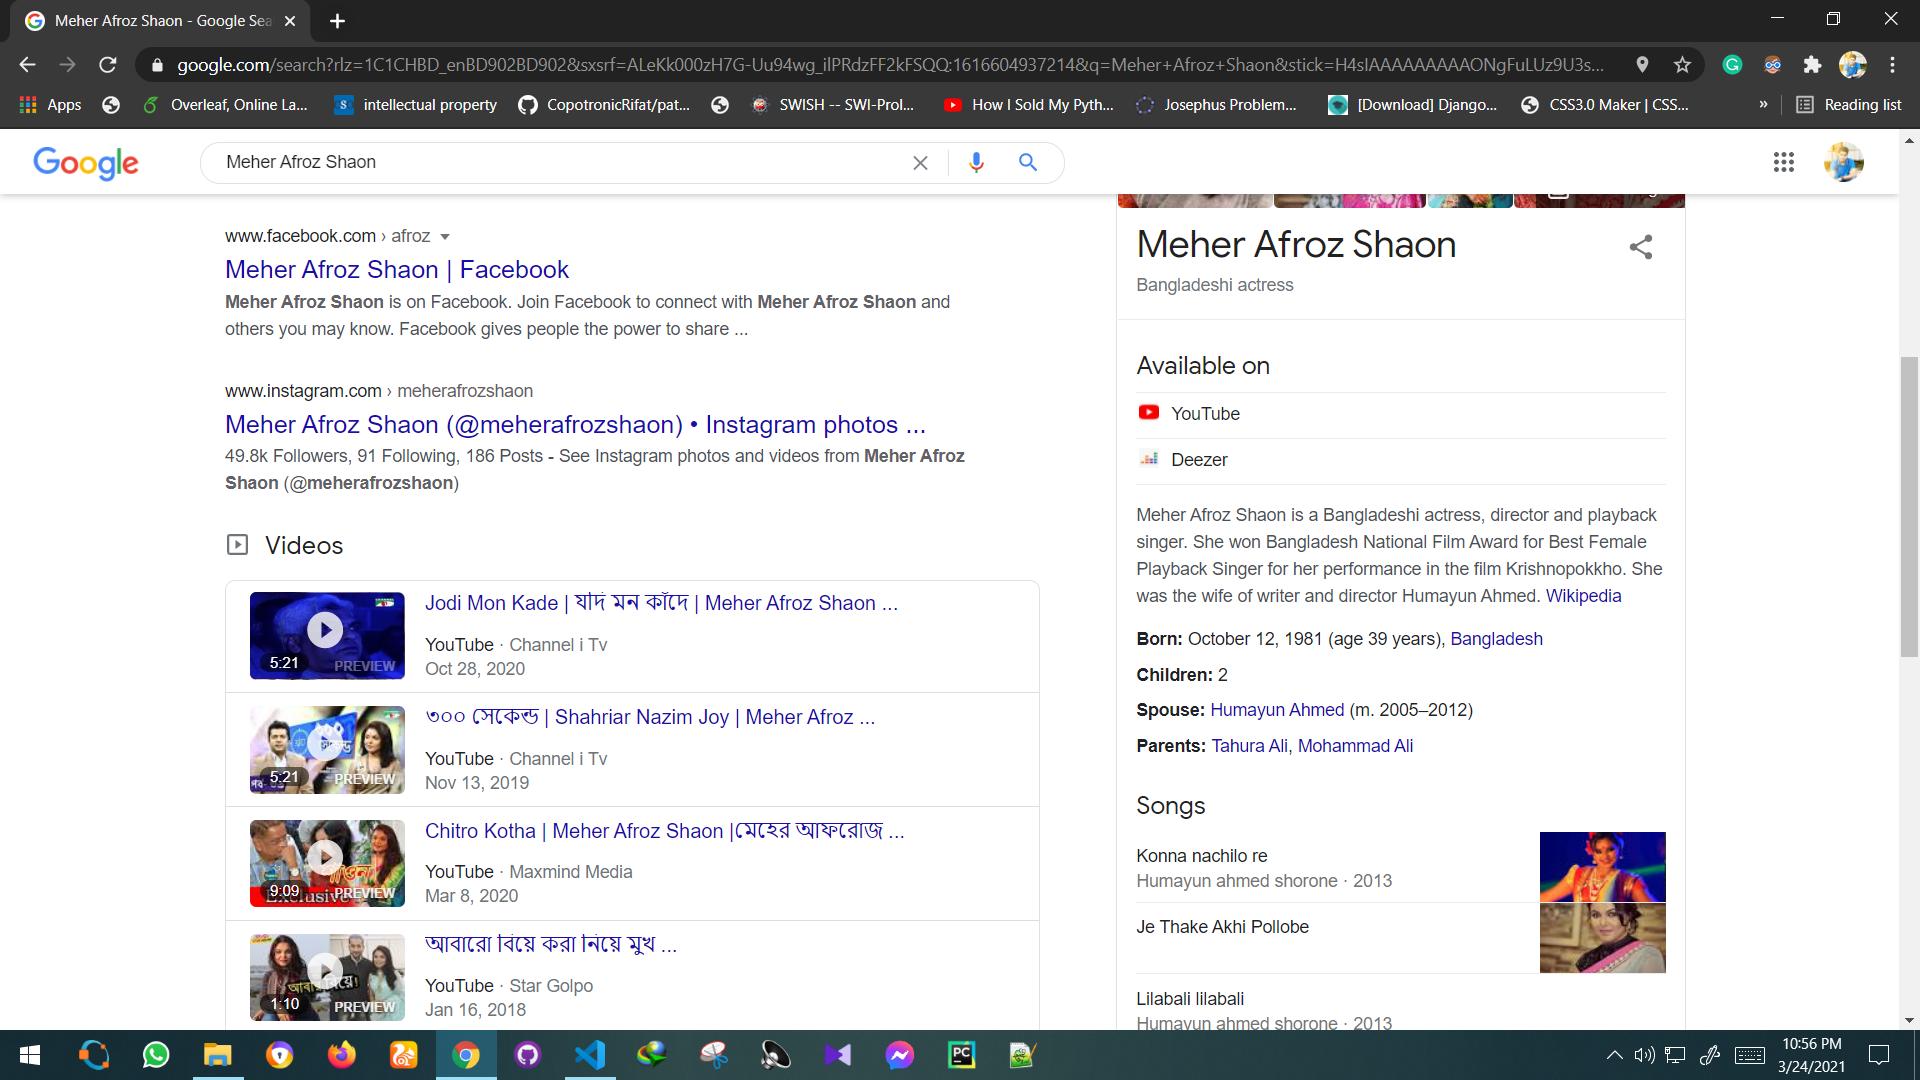 Meher Afroz Shaon - Google Sea
google.com/search?rlz=1C1CHBD_enBD902BD902&sxsrf=ALeKk000zH7G-Uu94wg_ilPRdzFF2kFSQQ:1616604937214&q=Meher+Afroz+Shaon&stick=H4sIAAAAAAAAAONgFuLUz9U3s...
Apps
Overleaf, Online La...
intellectual property
CopotronicRifat/pat...
SWISH -- SWI-Prol...
How I Sold My Pyth...
Josephus Problem...
[Download] Django...
CSS3.0 Maker | CSS...
»
Reading list
Google
Meher Afroz Shaon
www.facebook.com › afroz
Meher Afroz Shaon | Facebook
Meher Afroz Shaon is on Facebook. Join Facebook to connect with Meher Afroz Shaon and
others you may know. Facebook gives people the power to share ...
www.instagram.com › meherafrozshaon
Meher Afroz Shaon (@meherafrozshaon) • Instagram photos ...
49.8k Followers, 91 Following, 186 Posts - See Instagram photos and videos from Meher Afroz
Shaon (@meherafrozshaon)
Videos
5:21
PREVIEW
Jodi Mon Kade | যদি মন কাঁদে | Meher Afroz Shaon ...
YouTube · Channel i Tv
Oct 28, 2020
5:21
PREVIEW
৩০০ সেকেন্ড | Shahriar Nazim Joy | Meher Afroz ...
YouTube · Channel i Tv
Nov 13, 2019
9:09
Exclusive
PREVIEW
Chitro Kotha | Meher Afroz Shaon |মেহের আফরোজ ...
YouTube · Maxmind Media
Mar 8, 2020
1:10
PREVIEW
আবারো বিয়ে করা নিয়ে মুখ ...
YouTube · Star Golpo
Jan 16, 2018
Meher Afroz Shaon
Bangladeshi actress
Available on
YouTube
Deezer
Meher Afroz Shaon is a Bangladeshi actress, director and playback
singer. She won Bangladesh National Film Award for Best Female
Playback Singer for her performance in the film Krishnopokkho. She
was the wife of writer and director Humayun Ahmed. Wikipedia
Born: October 12, 1981 (age 39 years), Bangladesh
Children: 2
Spouse: Humayun Ahmed (m. 2005–2012)
Parents: Tahura Ali, Mohammad Ali
Songs
Konna nachilo re
Humayun ahmed shorone · 2013
Je Thake Akhi Pollobe
Lilabali lilabali
Humayun ahmed shorone · 2013
PC
10:56 PM
3/24/2021